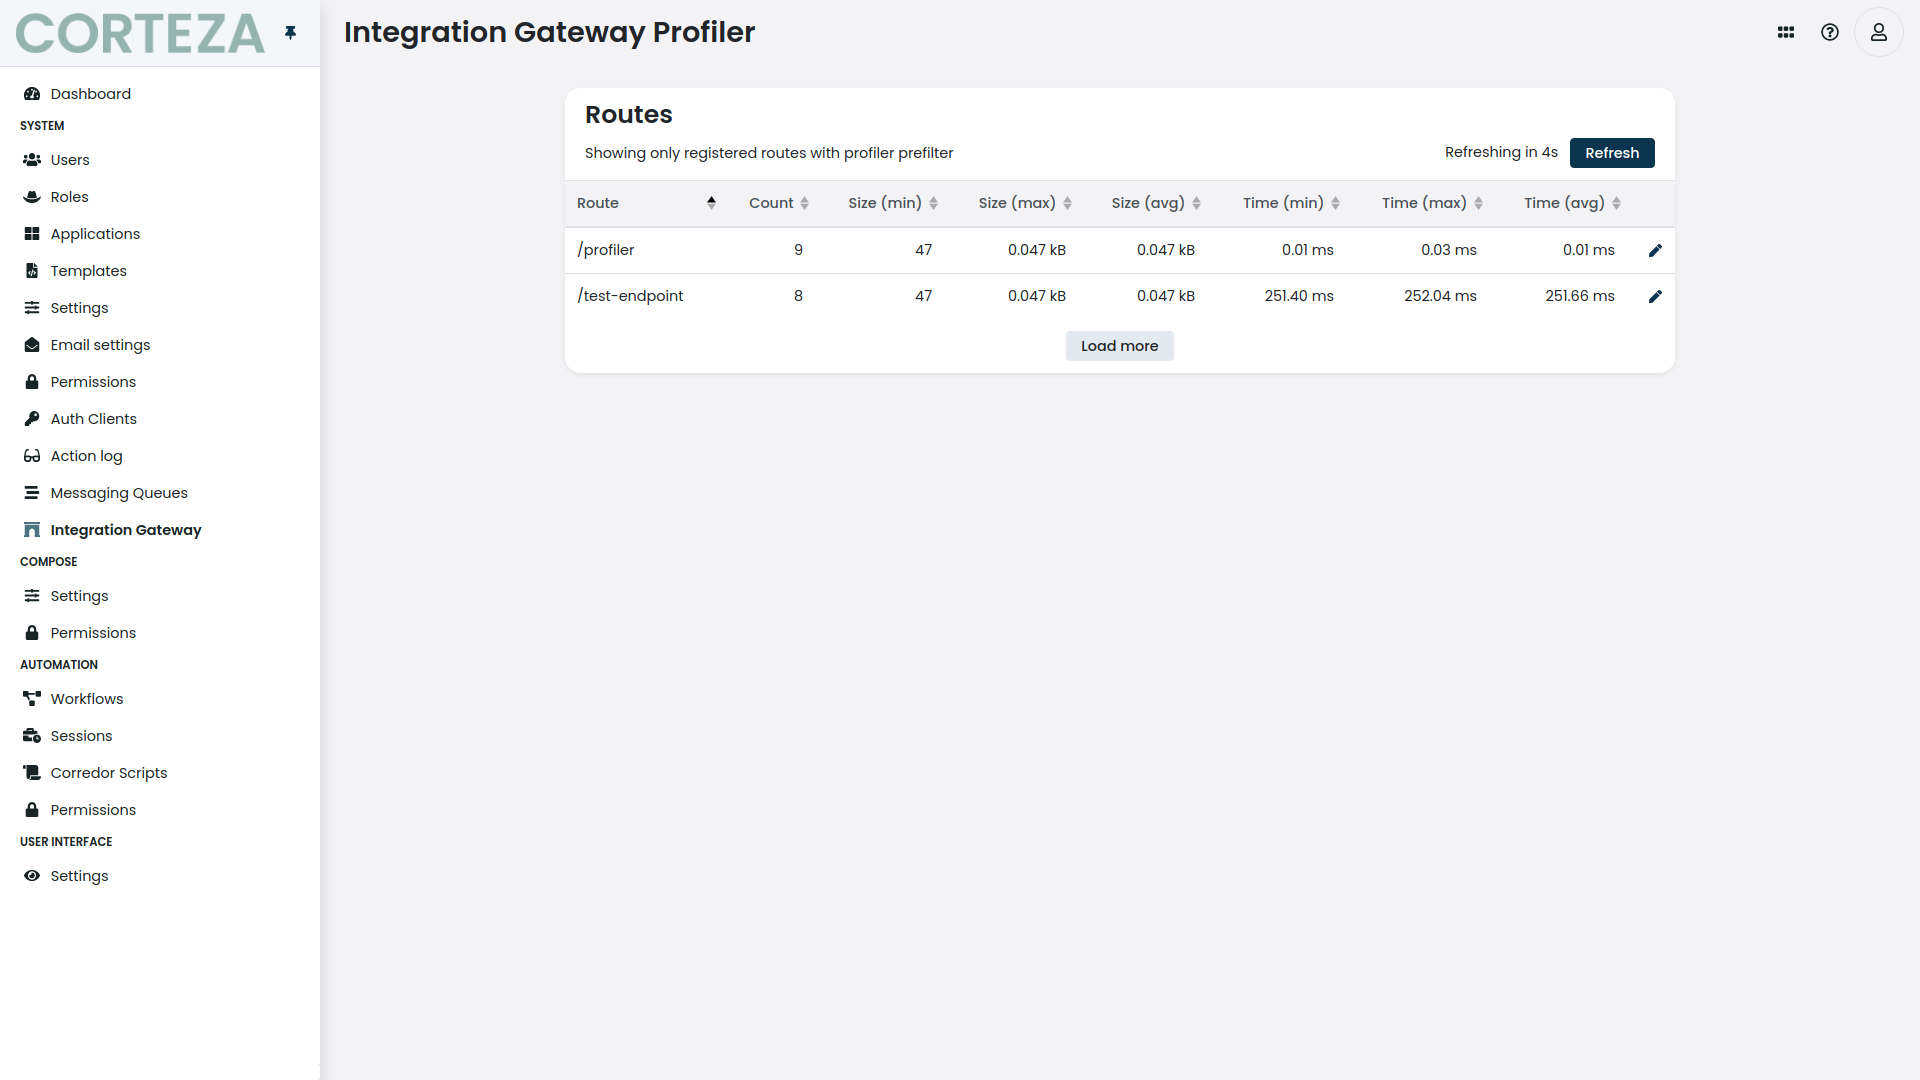 CORTEZA
Integration Gateway Profiler
Dashboard
SYSTEM
Users
Roles
Applications
Templates
Settings
Email settings
Permissions
Auth Clients
Action log
Messaging Queues
Integration Gateway
COMPOSE
Settings
Permissions
AUTOMATION
Workflows
Sessions
Corredor Scripts
Permissions
USER INTERFACE
Settings
Routes
Showing only registered routes with profiler prefilter
Refreshing in 4s Refresh
Route Count Size (min) Size (max) Size (avg) Time (min) Time (max) Time (avg)
/profiler 9 47 0.047 kB 0.047 kB 0.01 ms 0.03 ms 0.01 ms
/test-endpoint 8 47 0.047 kB 0.047 kB 251.40 ms 252.04 ms 251.66 ms
Load more